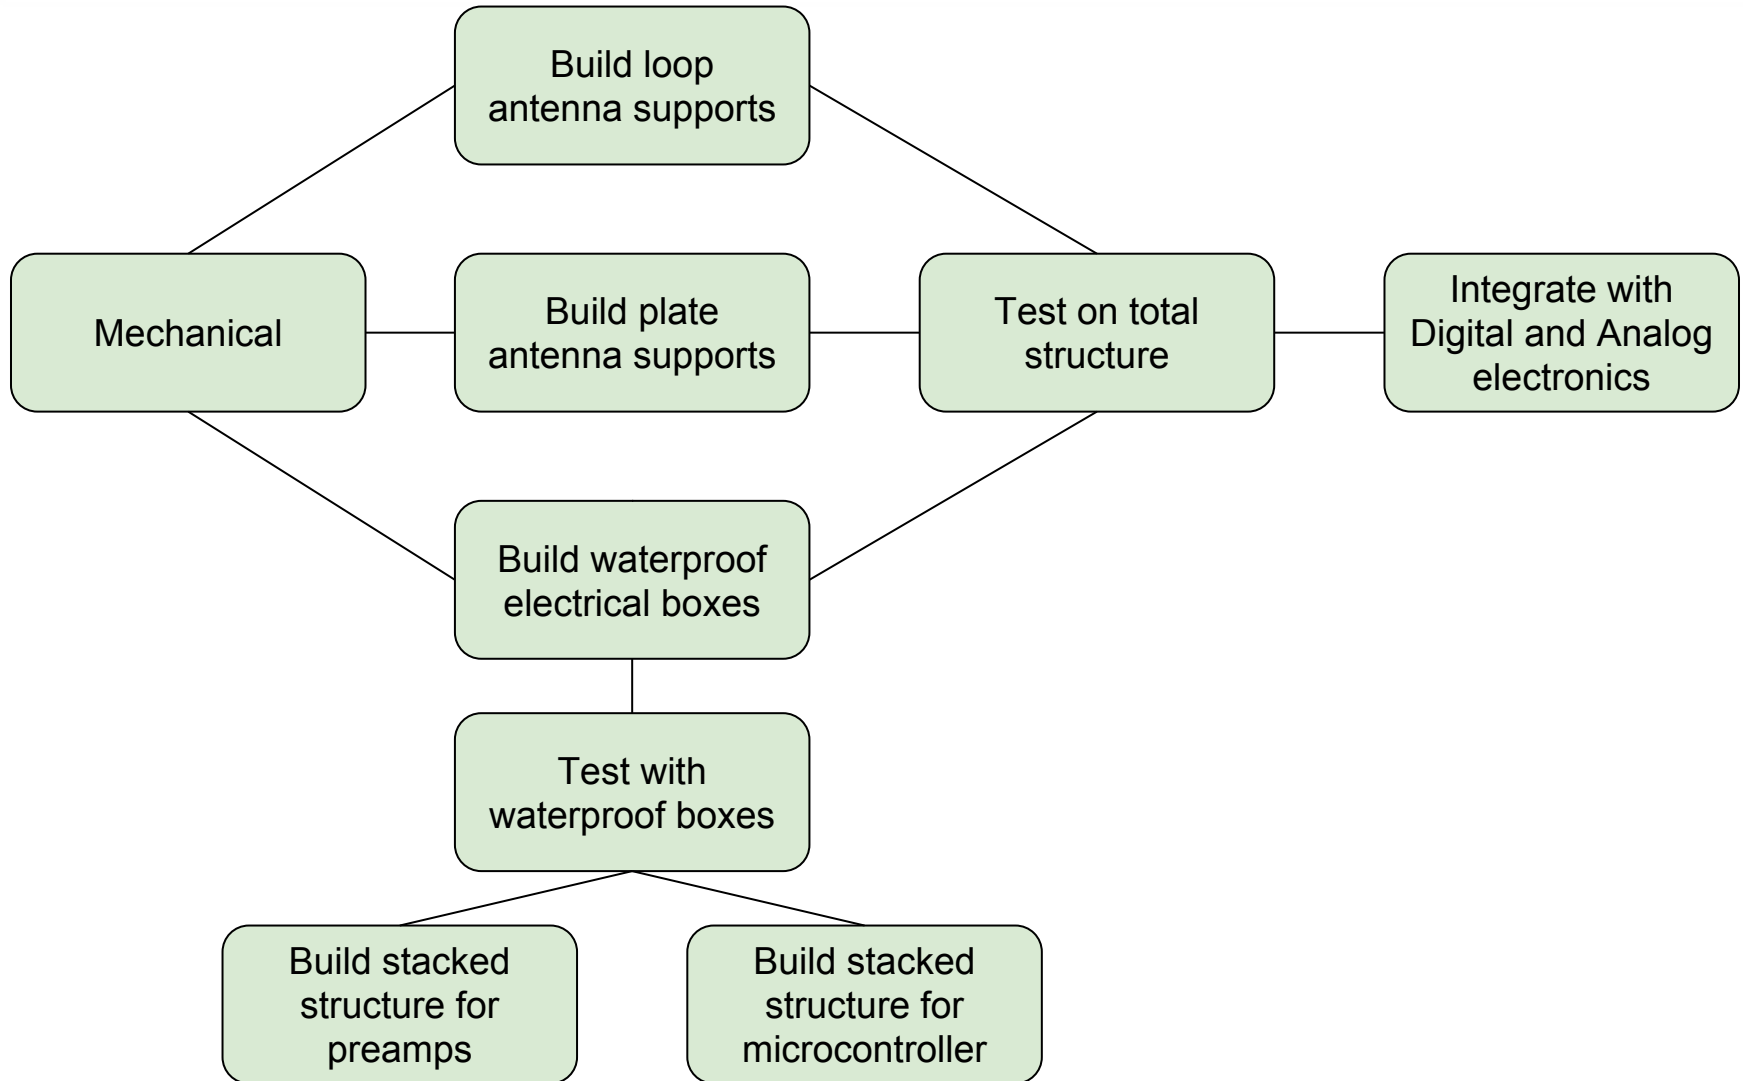 Build loop
antenna supports
Mechanical
Build plate
antenna supports
Test on total
structure
Integrate with
Digital and Analog
electronics
Build waterproof
electrical boxes
Test with
waterproof boxes
Build stacked
structure for
preamps
Build stacked
structure for
microcontroller